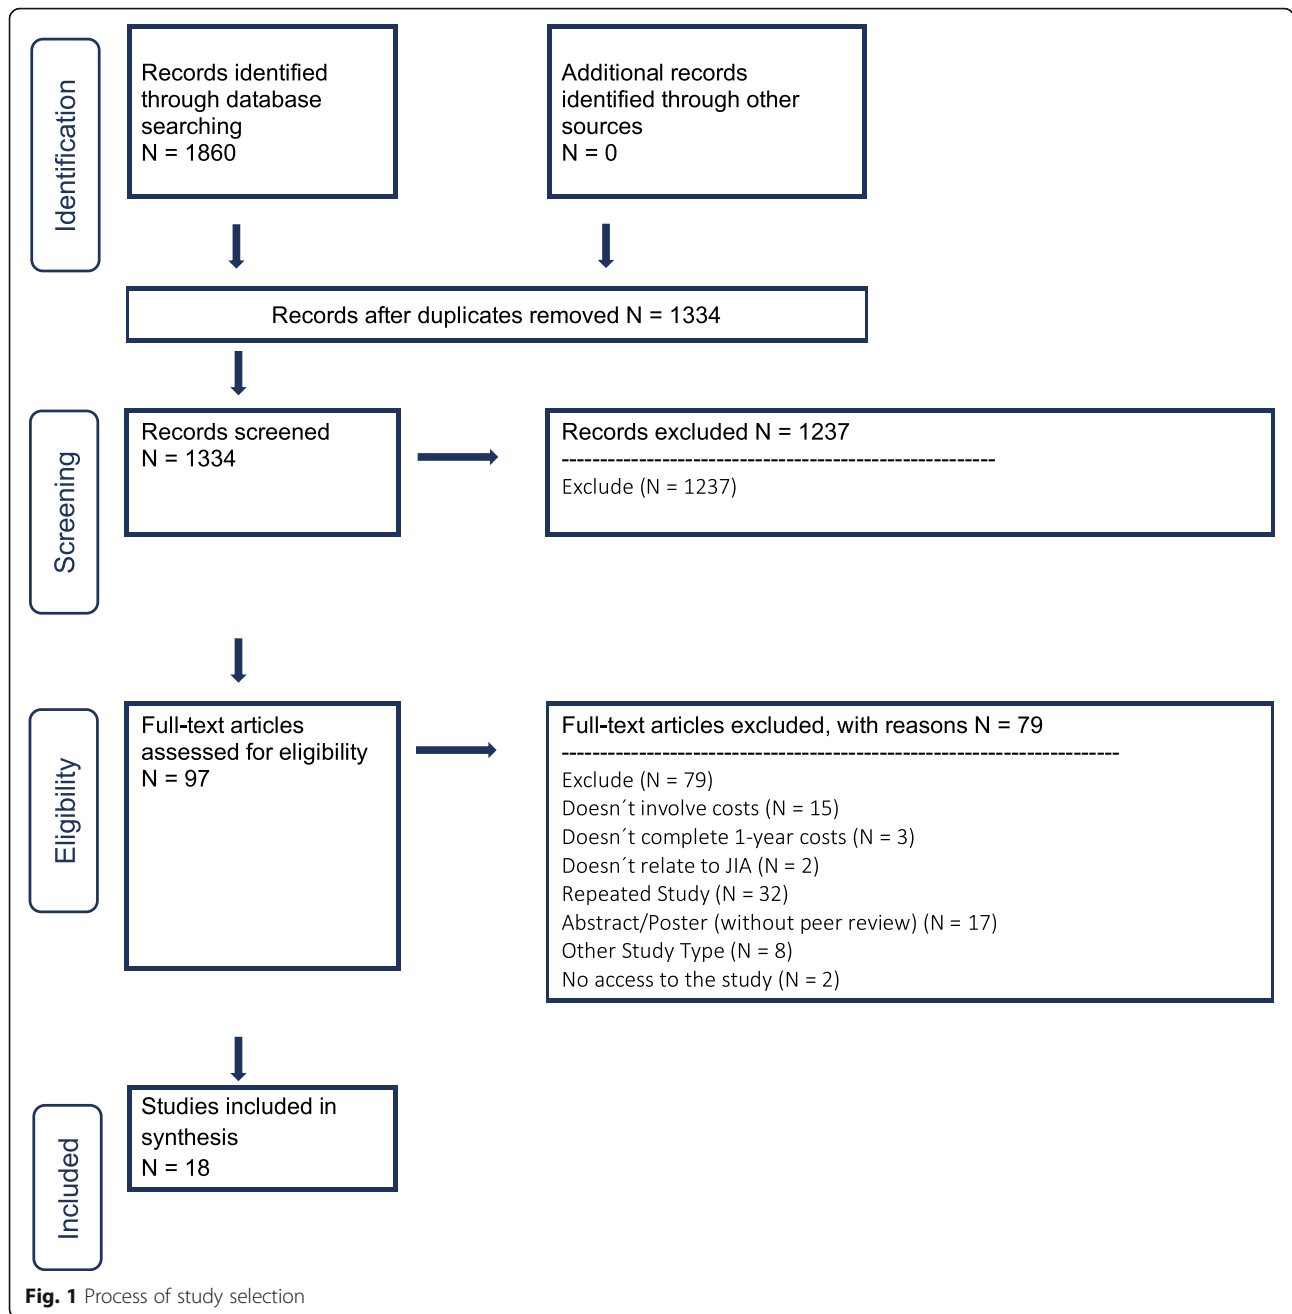 Identification
Records identified
through database
searching
N = 1860
Additional records
identified through other
sources
N = 0
Records after duplicates removed N = 1334
Screening
Records screened
N = 1334
Records excluded N = 1237
--------------------------------------------------------
Exclude (N = 1237)
Eligibility
Full-text articles
assessed for eligibility
N = 97
Full-text articles excluded, with reasons N = 79
------------------------------------------------------------------------
Exclude (N = 79)
Doesn´t involve costs (N = 15)
Doesn´t complete 1-year costs (N = 3)
Doesn´t relate to JIA (N = 2)
Repeated Study (N = 32)
Abstract/Poster (without peer review) (N = 17)
Other Study Type (N = 8)
No access to the study (N = 2)
Included
Studies included in
synthesis
N = 18
Fig. 1 Process of study selection